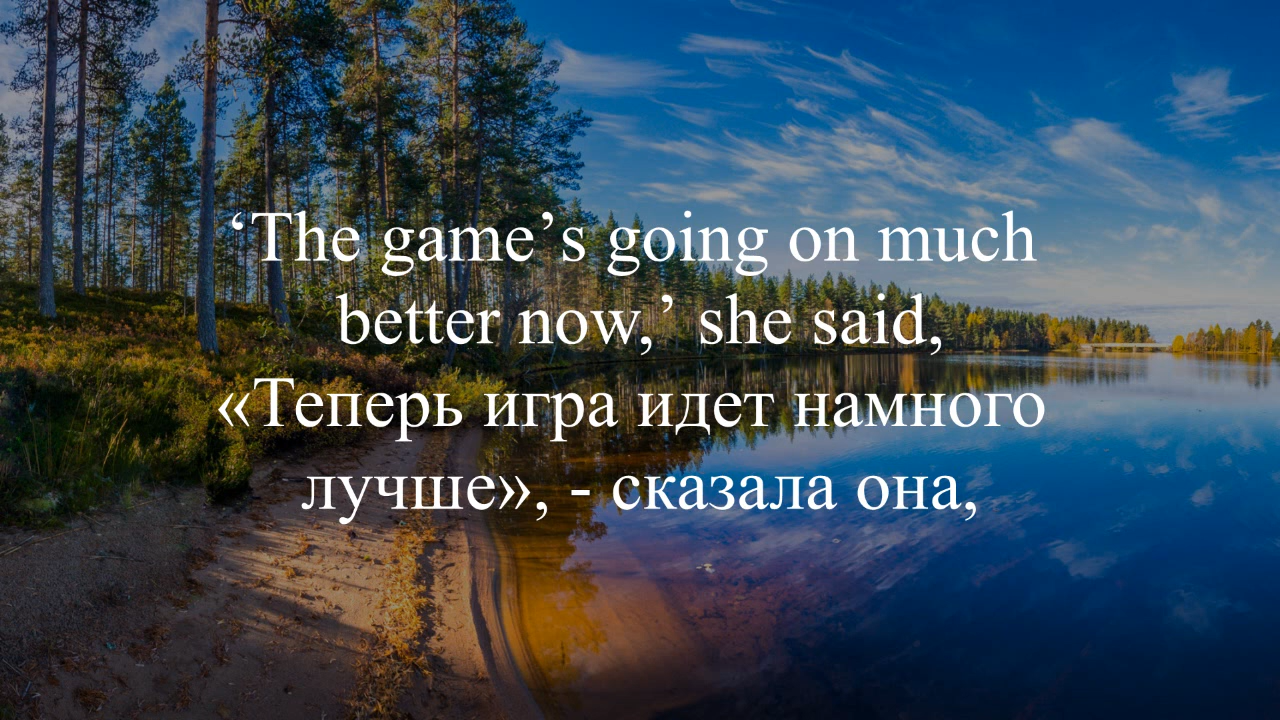 ‘The game’s going on much
better now,’ she said,
«Теперь игра идет намного
лучше», - сказала она,